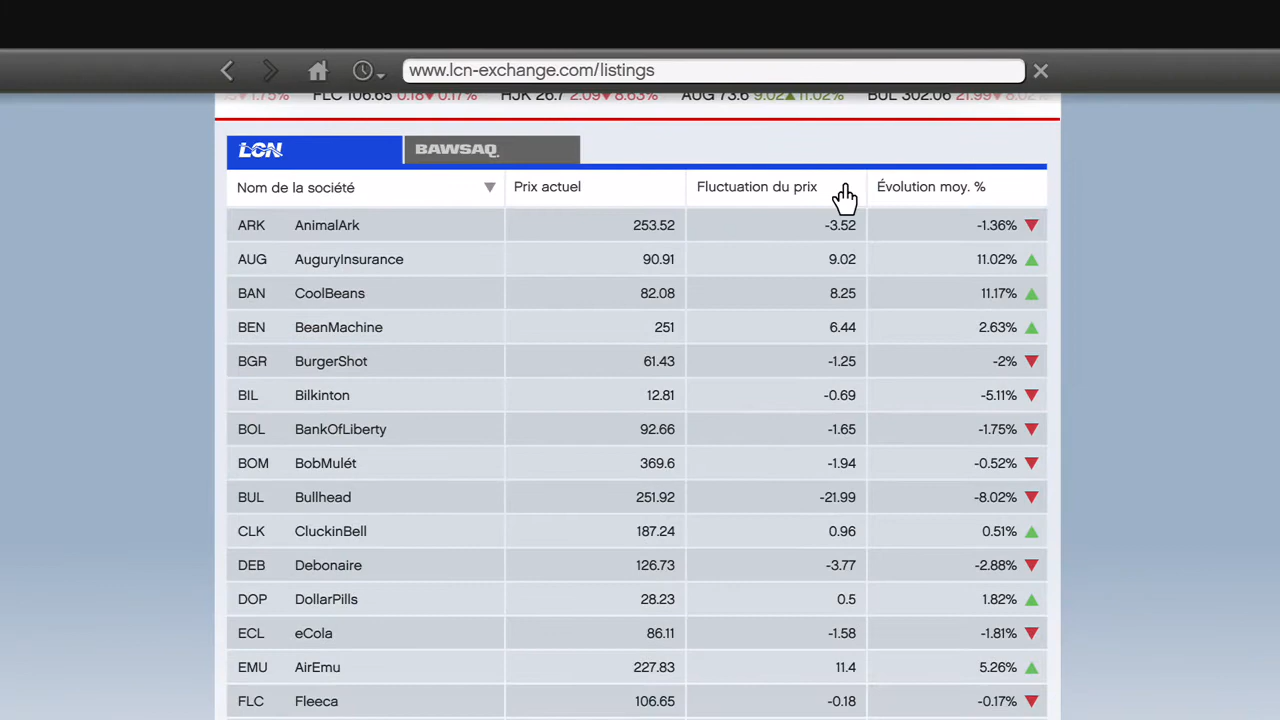 www.lcn-exchange.com/listings
1.75% FLC 106.65 0.18▼0.17% HJK 26.7 2.09▼8.63% AUG 73.6 9.02▲11.02% BUL 302.06 21.99▼8.02%
LCN BAWSAQ
Nom de la société ▼ Prix actuel Fluctuation du prix Évolution moy. %
ARK AnimalArk 253.52 -3.52 -1.36% ▼
AUG AuguryInsurance 90.91 9.02 11.02% ▲
BAN CoolBeans 82.08 8.25 11.17% ▲
BEN BeanMachine 251 6.44 2.63% ▲
BGR BurgerShot 61.43 -1.25 -2% ▼
BIL Bilkinton 12.81 -0.69 -5.11% ▼
BOL BankOfLiberty 92.66 -1.65 -1.75% ▼
BOM BobMulét 369.6 -1.94 -0.52% ▼
BUL Bullhead 251.92 -21.99 -8.02% ▼
CLK CluckinBell 187.24 0.96 0.51% ▲
DEB Debonaire 126.73 -3.77 -2.88% ▼
DOP DollarPills 28.23 0.5 1.82% ▲
ECL eCola 86.11 -1.58 -1.81% ▼
EMU AirEmu 227.83 11.4 5.26% ▲
FLC Fleeca 106.65 -0.18 -0.17% ▼